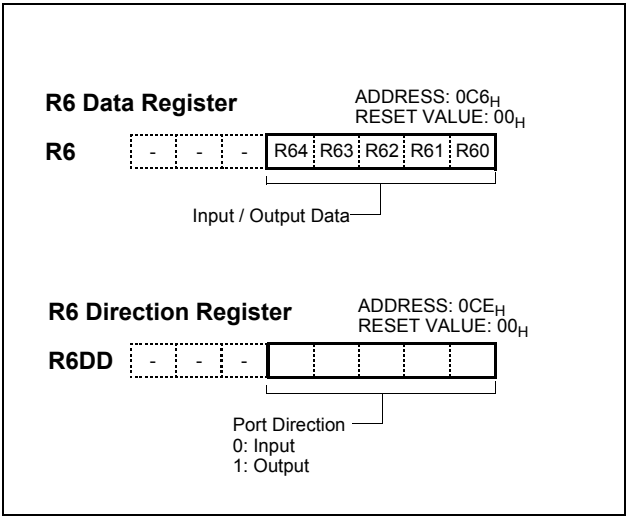 R6 Data Register
ADDRESS: 0C6H
RESET VALUE: 00H
R6 - - - R64 R63 R62 R61 R60
Input / Output Data
R6 Direction Register
ADDRESS: 0CEH
RESET VALUE: 00H
R6DD - - -
Port Direction
0: Input
1: Output